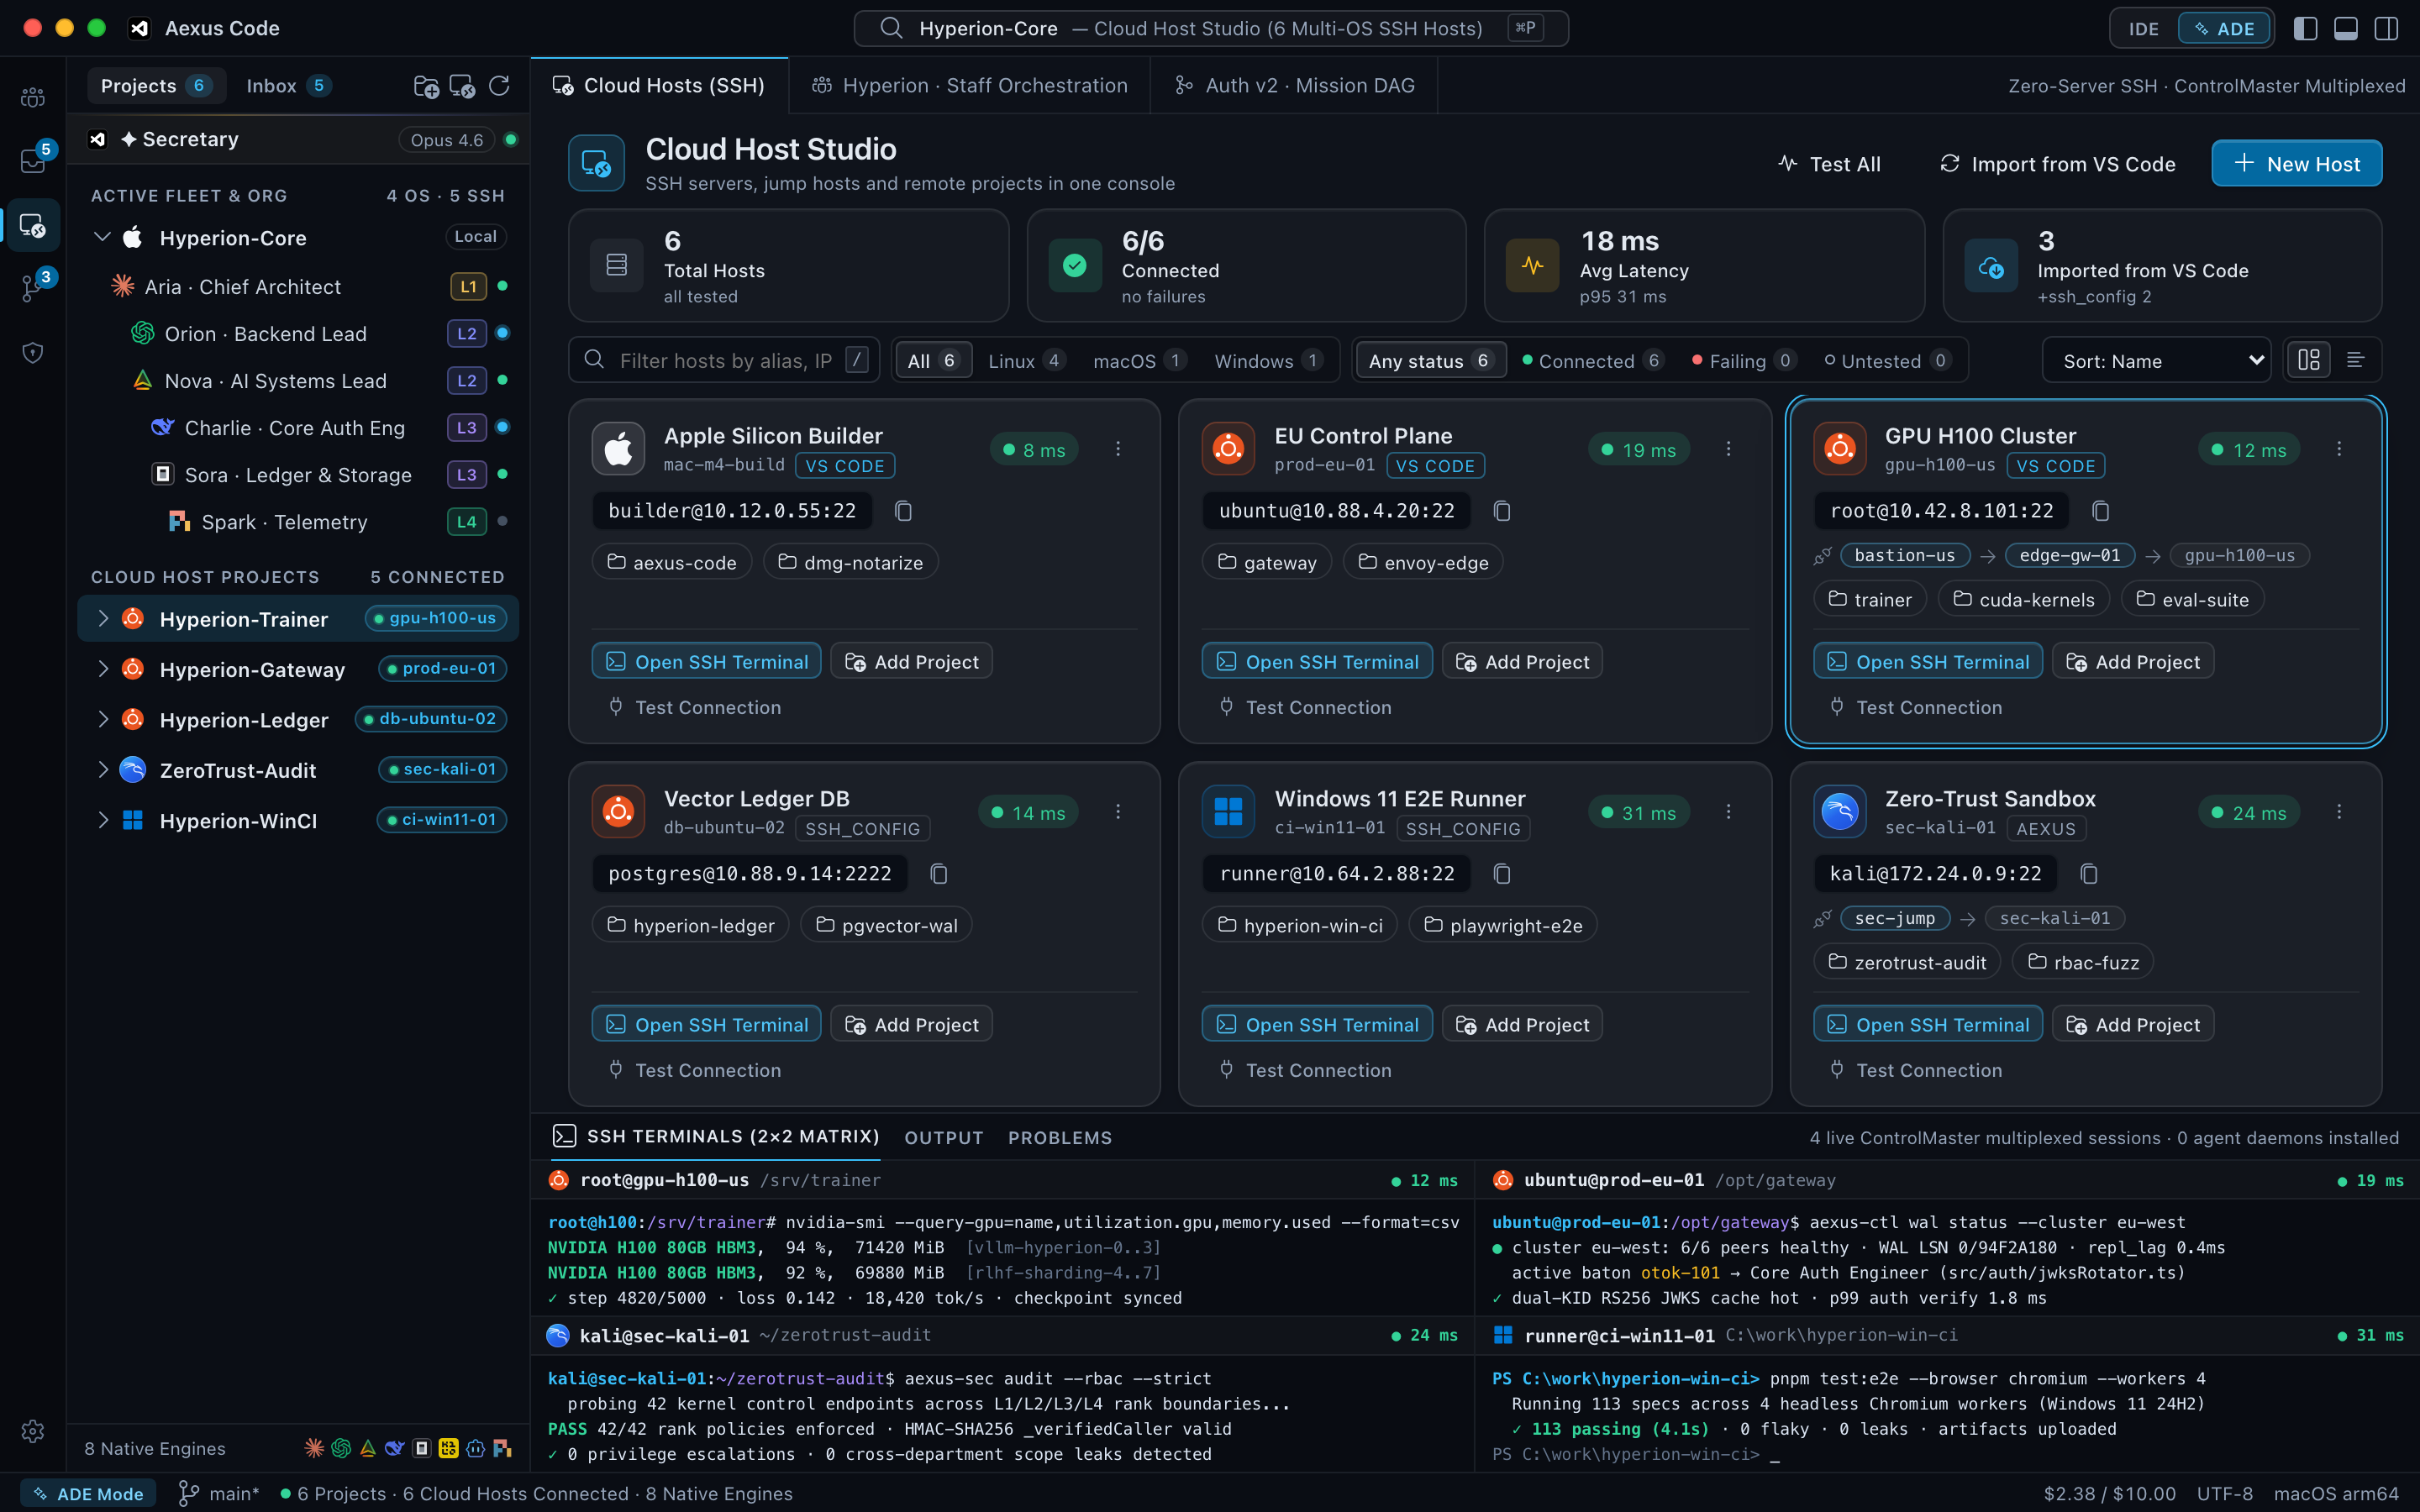 Aexus Code
Hyperion-Core — Cloud Host Studio (6 Multi-OS SSH Hosts) ⌘P
IDE ADE
Projects 6 Inbox 5
Cloud Hosts (SSH)
Hyperion · Staff Orchestration
Auth v2 · Mission DAG
Zero-Server SSH · ControlMaster Multiplexed
5
3
✦ Secretary Opus 4.6
ACTIVE FLEET & ORG 4 OS · 5 SSH
Hyperion-Core Local
Aria · Chief Architect L1
Orion · Backend Lead L2
Nova · AI Systems Lead L2
Charlie · Core Auth Eng L3
Sora · Ledger & Storage L3
Spark · Telemetry L4
CLOUD HOST PROJECTS 5 CONNECTED
Hyperion-Trainer gpu-h100-us
Hyperion-Gateway prod-eu-01
Hyperion-Ledger db-ubuntu-02
ZeroTrust-Audit sec-kali-01
Hyperion-WinCI ci-win11-01
8 Native Engines
Cloud Host Studio
SSH servers, jump hosts and remote projects in one console
Test All Import from VS Code New Host
6
Total Hosts
all tested
6/6
Connected
no failures
18 ms
Avg Latency
p95 31 ms
3
Imported from VS Code
+ssh_config 2
Filter hosts by alias, IP /
All 6 Linux 4 macOS 1 Windows 1
Any status 6 Connected 6 Failing 0 Untested 0
Sort: Name
Apple Silicon Builder
mac-m4-build VS CODE
8 ms
builder@10.12.0.55:22
aexus-code dmg-notarize
Open SSH Terminal Add Project
Test Connection
EU Control Plane
prod-eu-01 VS CODE
19 ms
ubuntu@10.88.4.20:22
gateway envoy-edge
Open SSH Terminal Add Project
Test Connection
GPU H100 Cluster
gpu-h100-us VS CODE
12 ms
root@10.42.8.101:22
bastion-us → edge-gw-01 → gpu-h100-us
trainer cuda-kernels eval-suite
Open SSH Terminal Add Project
Test Connection
Vector Ledger DB
db-ubuntu-02 SSH_CONFIG
14 ms
postgres@10.88.9.14:2222
hyperion-ledger pgvector-wal
Open SSH Terminal Add Project
Test Connection
Windows 11 E2E Runner
ci-win11-01 SSH_CONFIG
31 ms
runner@10.64.2.88:22
hyperion-win-ci playwright-e2e
Open SSH Terminal Add Project
Test Connection
Zero-Trust Sandbox
sec-kali-01 AEXUS
24 ms
kali@172.24.0.9:22
sec-jump → sec-kali-01
zerotrust-audit rbac-fuzz
Open SSH Terminal Add Project
Test Connection
SSH TERMINALS (2×2 MATRIX) OUTPUT PROBLEMS
4 live ControlMaster multiplexed sessions · 0 agent daemons installed
root@gpu-h100-us /srv/trainer 12 ms
root@h100:/srv/trainer# nvidia-smi --query-gpu=name,utilization.gpu,memory.used --format=csv
NVIDIA H100 80GB HBM3, 94 %, 71420 MiB [vllm-hyperion-0..3]
NVIDIA H100 80GB HBM3, 92 %, 69880 MiB [rlhf-sharding-4..7]
✓ step 4820/5000 · loss 0.142 · 18,420 tok/s · checkpoint synced
ubuntu@prod-eu-01 /opt/gateway 19 ms
ubuntu@prod-eu-01:/opt/gateway$ aexus-ctl wal status --cluster eu-west
● cluster eu-west: 6/6 peers healthy · WAL LSN 0/94F2A180 · repl_lag 0.4ms
active baton otok-101 → Core Auth Engineer (src/auth/jwksRotator.ts)
✓ dual-KID RS256 JWKS cache hot · p99 auth verify 1.8 ms
kali@sec-kali-01 ~/zerotrust-audit 24 ms
kali@sec-kali-01:~/zerotrust-audit$ aexus-sec audit --rbac --strict
probing 42 kernel control endpoints across L1/L2/L3/L4 rank boundaries...
PASS 42/42 rank policies enforced · HMAC-SHA256 _verifiedCaller valid
✓ 0 privilege escalations · 0 cross-department scope leaks detected
runner@ci-win11-01 C:\work\hyperion-win-ci 31 ms
PS C:\work\hyperion-win-ci> pnpm test:e2e --browser chromium --workers 4
Running 113 specs across 4 headless Chromium workers (Windows 11 24H2)
✓ 113 passing (4.1s) · 0 flaky · 0 leaks · artifacts uploaded
PS C:\work\hyperion-win-ci> _
ADE Mode main* 6 Projects · 6 Cloud Hosts Connected · 8 Native Engines
$2.38 / $10.00 UTF-8 macOS arm64